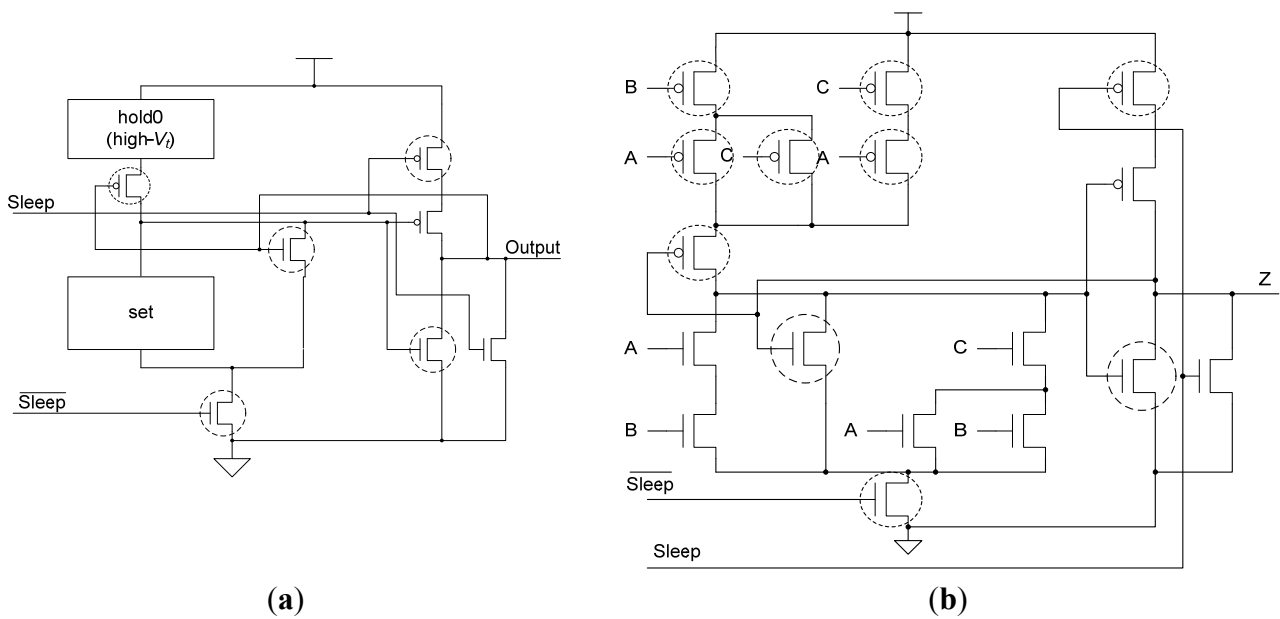 hold0
(high-Vt)
Sleep
Output
set
Sleep
(a)
B
C
A
C
A
Z
A
C
B
A
B
Sleep
Sleep
(b)